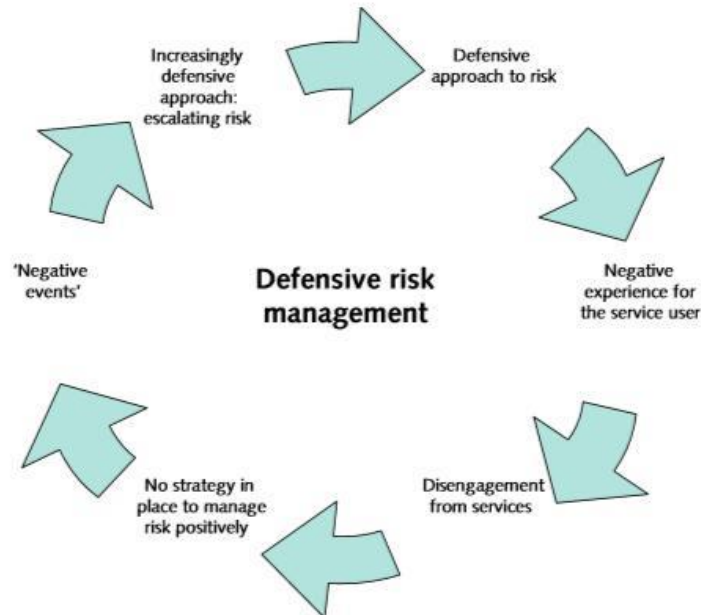 Increasingly
defensive
approach:
escalating risk
Defensive
approach to risk
'Negative
events'
Defensive risk
management
Negative
experience for
the service user
No strategy in
place to manage
risk positively
Disengagement
from services